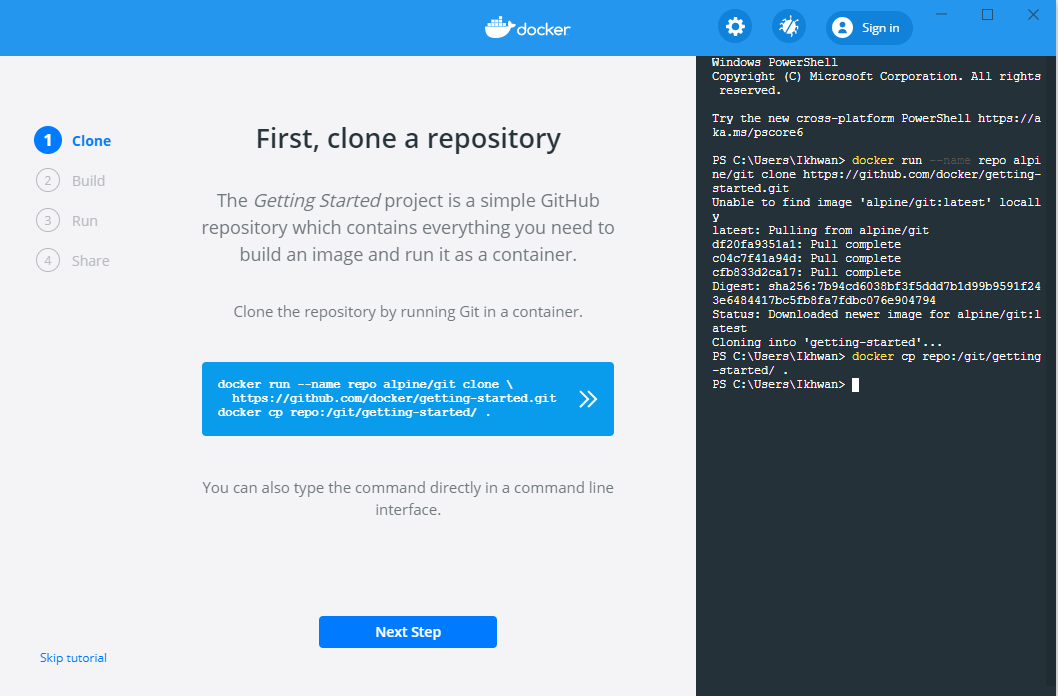 docker
Sign in
1 Clone
2 Build
3 Run
4 Share
First, clone a repository
The Getting Started project is a simple GitHub
repository which contains everything you need to
build an image and run it as a container.
Clone the repository by running Git in a container.
docker run --name repo alpine/git clone \
https://github.com/docker/getting-started.git
docker cp repo:/git/getting-started/ .
You can also type the command directly in a command line
interface.
Next Step
Skip tutorial
Windows PowerShell
Copyright (C) Microsoft Corporation. All rights
reserved.
Try the new cross-platform PowerShell https://a
ka.ms/pscore6
PS C:\Users\Ikhwan> docker run --name repo alpi
ne/git clone https://github.com/docker/getting-
started.git
Unable to find image 'alpine/git:latest' locall
y
latest: Pulling from alpine/git
df20fa9351a1: Pull complete
c04c7f41a94d: Pull complete
cfb833d2ca17: Pull complete
Digest: sha256:7b94cd6038bf3f5ddd7b1d99b9591f24
3e6484417bc5fb8fa7fdbc076e904794
Status: Downloaded newer image for alpine/git:l
atest
Cloning into 'getting-started'...
PS C:\Users\Ikhwan> docker cp repo:/git/getting
-started/ .
PS C:\Users\Ikhwan>